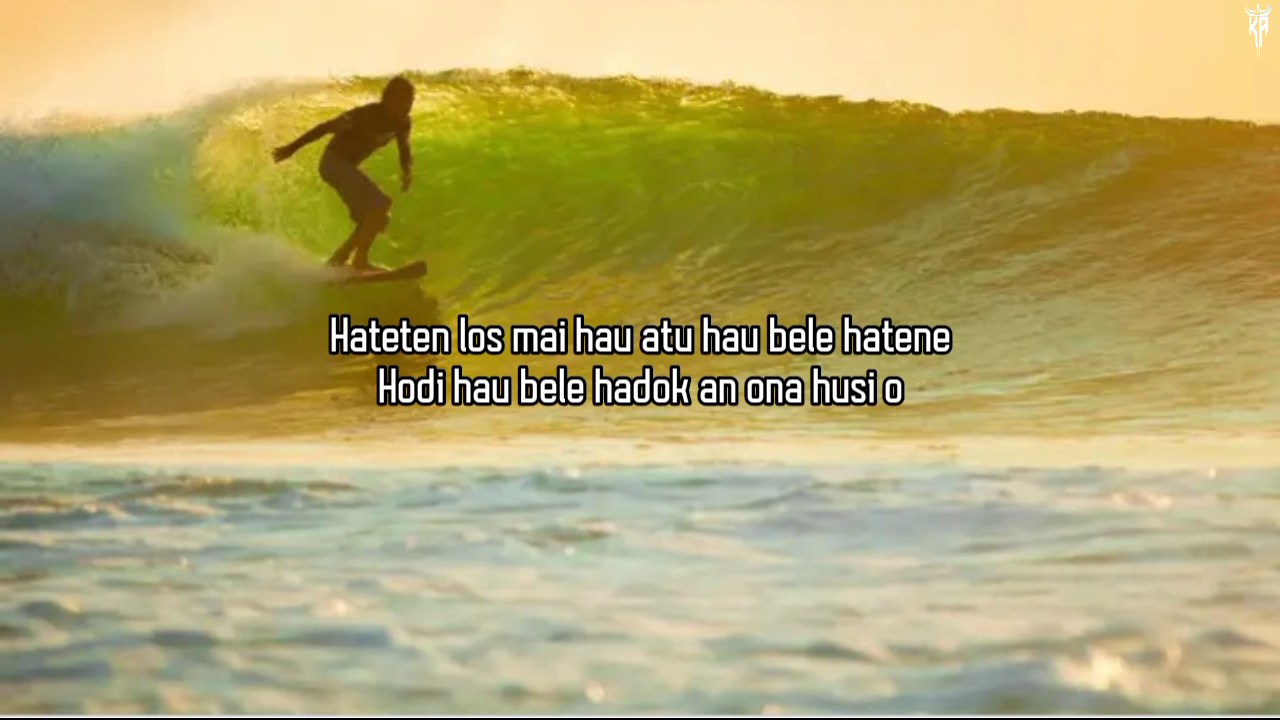 Hateten los mai hau atu hau bele hatene
Hodi hau bele hadok an ona husi o